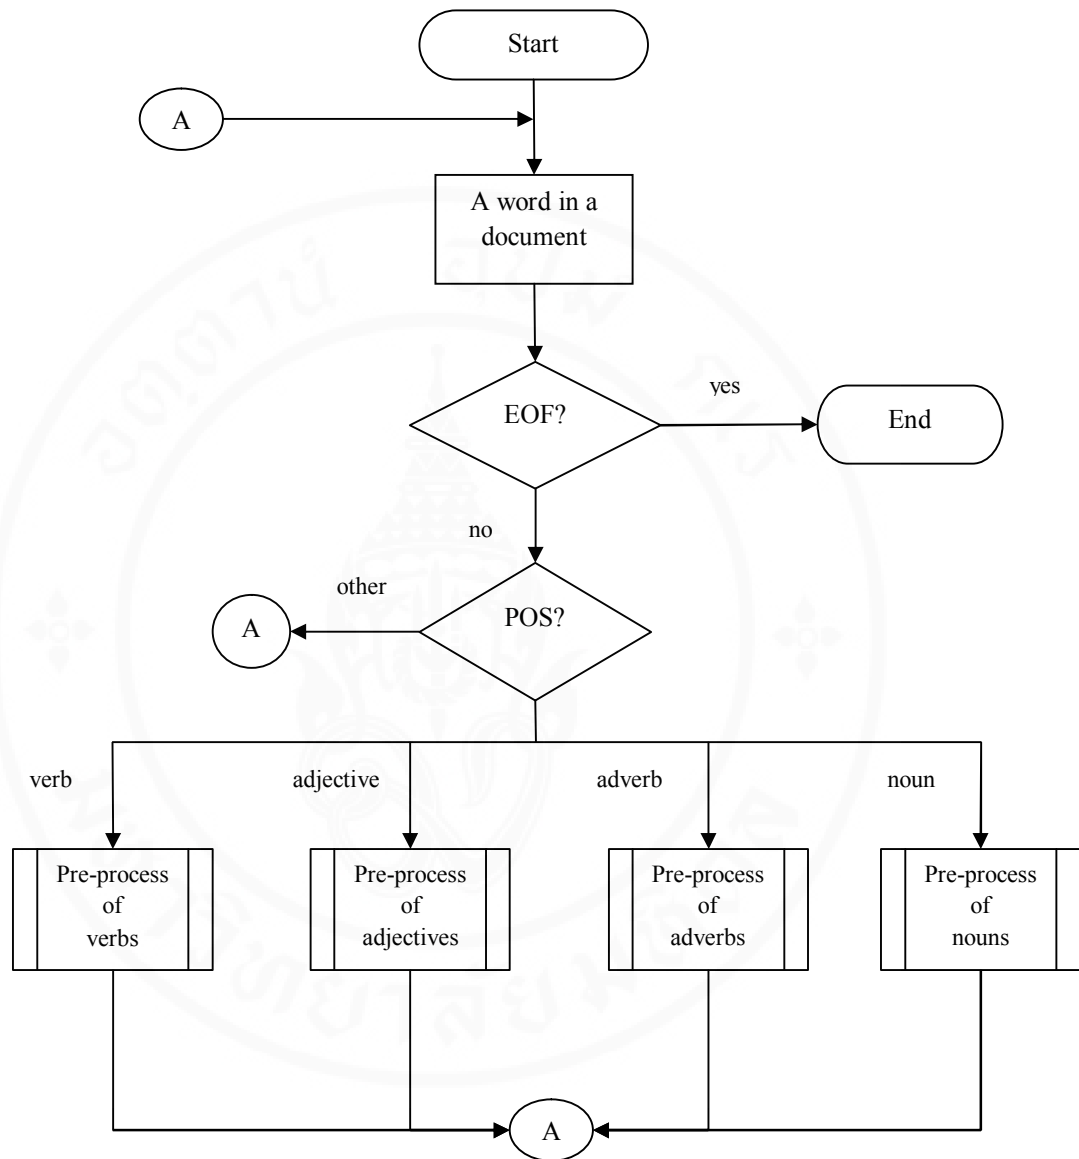 Start
A
A word in a
document
EOF?
yes
End
no
other
A
POS?
verb
adjective
adverb
noun
Pre-process
of
verbs
Pre-process
of
adjectives
Pre-process
of
adverbs
Pre-process
of
nouns
A